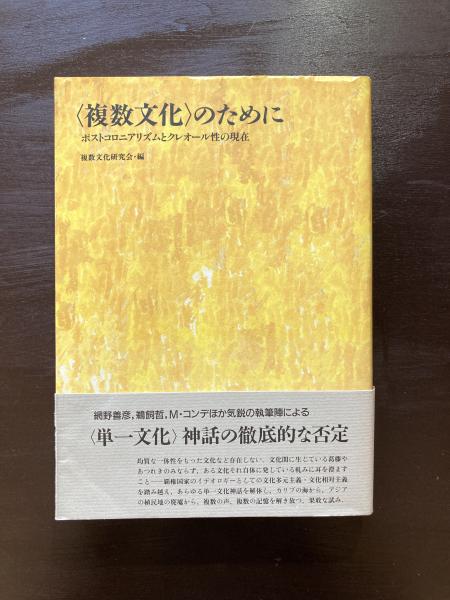 〈複数文化〉のために
ポストコロニアリズムとクレオール性の現在
複数文化研究会・編
網野善彦,鵜飼哲,M・コンデほか気鋭の執筆陣による
〈単一文化〉神話の徹底的な否定
均質な一体性をもった文化など存在しない。文化間に生じている葛藤や
あつれきのみならず、ある文化それ自体に発している軋みに耳を澄ます
こと──覇権国家のイデオロギーとしての文化多元主義・文化相対主義
を踏み越え、あらゆる単一文化神話を解体し、カリブの海から、アジア
の植民地の廃墟から、複数の声、複数の記憶を解き放つ、果敢な試み。